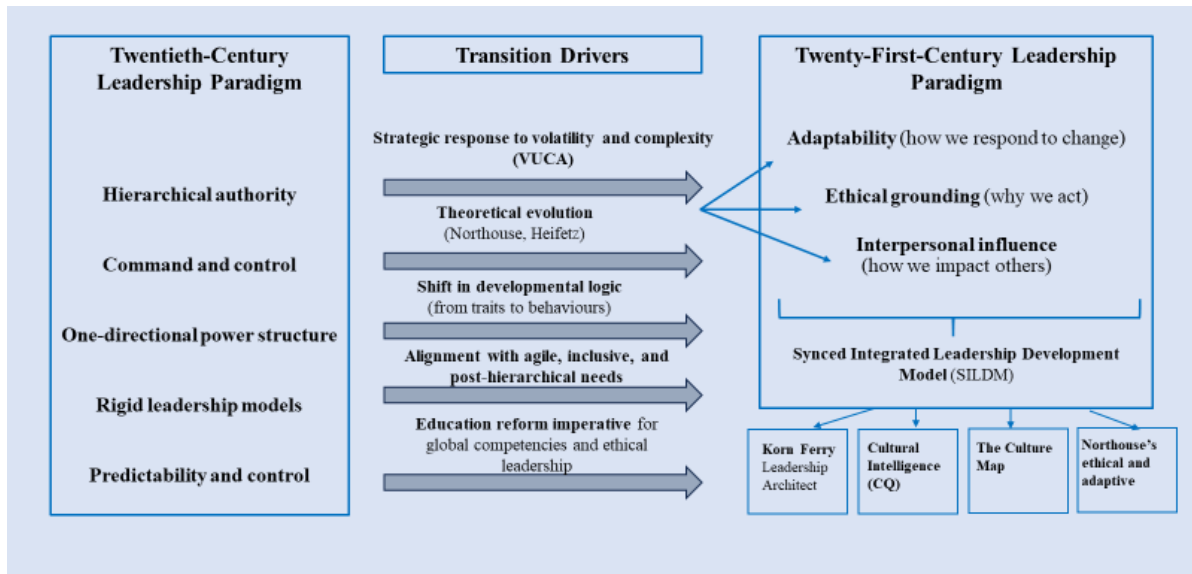 Twentieth-Century
Leadership Paradigm
Hierarchical authority
Command and control
One-directional power structure
Rigid leadership models
Predictability and control
Transition Drivers
Strategic response to volatility and complexity
(VUCA)
Theoretical evolution
(Northouse, Heifetz)
Shift in developmental logic
(from traits to behaviours)
Alignment with agile, inclusive, and
post-hierarchical needs
Education reform imperative for
global competencies and ethical
leadership
Twenty-First-Century Leadership
Paradigm
Adaptability (how we respond to change)
Ethical grounding (why we act)
Interpersonal influence
(how we impact others)
Synced Integrated Leadership Development
Model (SILDM)
Korn Ferry
Leadership
Architect
Cultural
Intelligence
(CQ)
The Culture
Map
Northouse’s
ethical and
adaptive